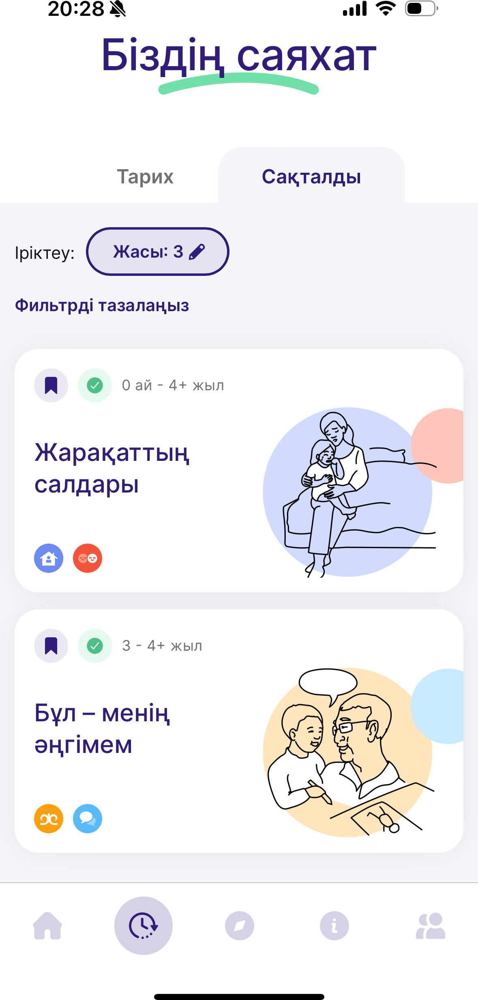 20:28
Біздің саяхат
Тарих
Сақталды
Іріктеу:
Жасы: 3
Фильтрді тазалаңыз
0 ай - 4+ жыл
Жарақаттың
салдары
3 - 4+ жыл
Бұл – менің
әңгімем